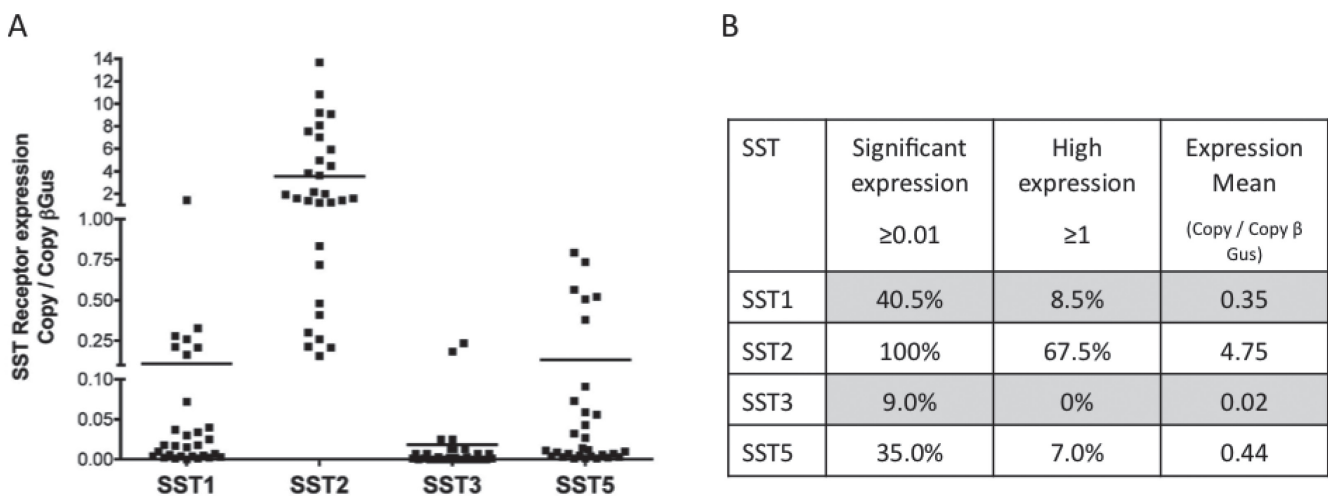 A
SST Receptor expression
Copy / Copy βGus
14
12
10
8
6
4
2
1.00
0.75
0.50
0.25
0.10
0.05
0.00
SST1 SST2 SST3 SST5
B
SST Significant High Expression
expression expression Mean
≥0.01 ≥1 (Copy / Copy β
Gus)
SST1 40.5% 8.5% 0.35
SST2 100% 67.5% 4.75
SST3 9.0% 0% 0.02
SST5 35.0% 7.0% 0.44